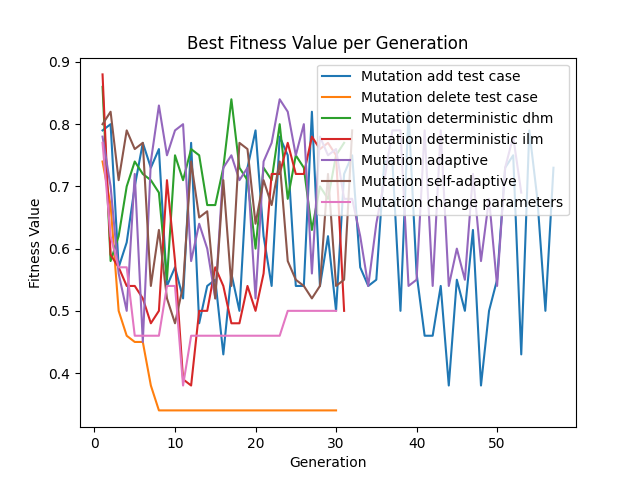 Best Fitness Value per Generation
0.9
0.8
0.7
0.6
0.5
0.4
Fitness Value
Mutation add test case
Mutation delete test case
Mutation deterministic dhm
Mutation deterministic ilm
Mutation adaptive
Mutation self-adaptive
Mutation change parameters
0 10 20 30 40 50
Generation